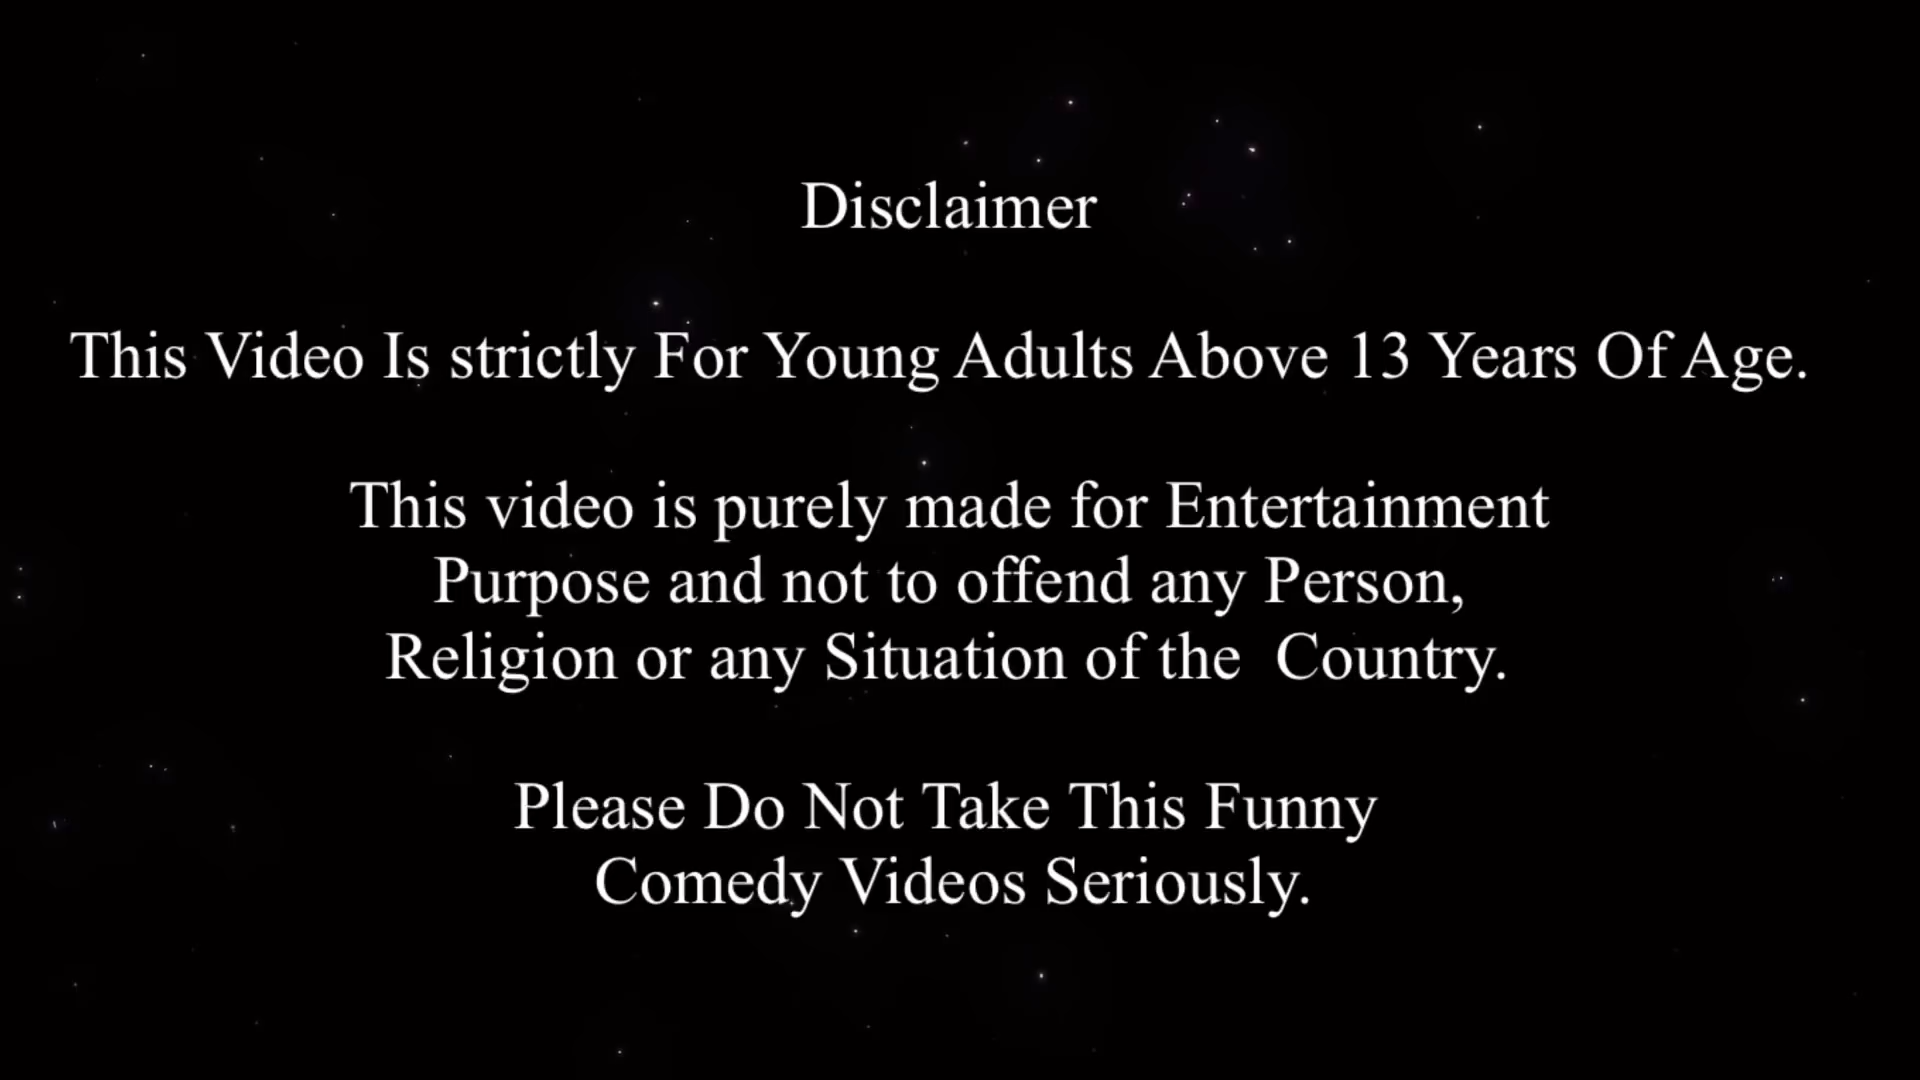 Disclaimer
This Video Is strictly For Young Adults Above 13 Years Of Age.
This video is purely made for Entertainment
Purpose and not to offend any Person,
Religion or any Situation of the  Country.
Please Do Not Take This Funny
Comedy Videos Seriously.